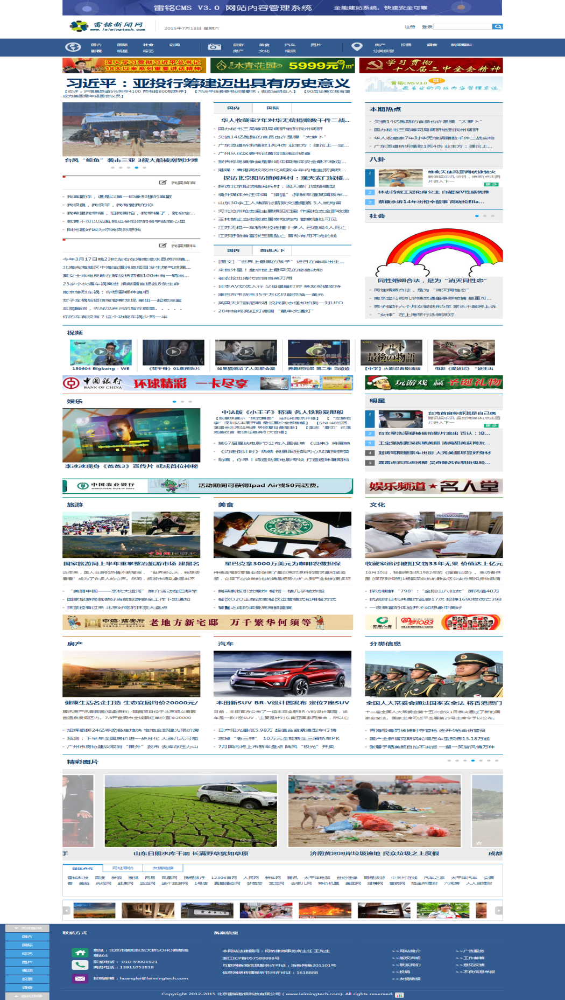 雷铭CMS V3.0 网站内容管理系统 全能建站系统，快速安全可靠
雷铭新闻网
www.leimingtech.com
2015年7月18日 星期六
注册 登录
国内 国际 社会 奇闻
影视 明星 综艺
旅游 美食 汽车 图片
房产 文化 视频
房产 投票 调查 新闻爆料
分类信息
深入学习贯彻习近平总书记
18大以来系列重要讲话精神
水青花园 5999元/m²
学习贯彻
十八届三中全会精神
习近平：亚投行筹建迈出具有历史意义
【收评：沪指暴跌逾5%失守4100 两市超800股跌停】 【习近平给县委书记提要求：做政治明白人】 【90后华裔女孩有望
成为美国最年轻国会议员】
雷铭CMS V3.0
最专业的网站内容管理系统
台风“鲸鱼”袭击三亚 3艘大船被刮到沙滩
我要留言
我喜歡你，還是以第一印象那樣的喜歡
我很傻，我很笨，我有爱我的你
我希望我幸福，但我害怕，我幸福了，就会忘...
就算不可以见面,我也会把你的名字放在心里
阳光甚好因为你说突然想我
我要爆料
今年3月17日晚23时左右在海南凌水县英州镇...
北海市海城区中海油涠洲岛项目发生煤气泄漏...
奚女士来电反映在解放桥西侧100米有一辆出...
23岁小伙遇车祸离世 捐献器官拯救8条生命
南京惨烈车祸：你想要哪种真相
女子车祸后短信被警察发现 牵出一起卖淫案
车祸瞬间，先找见自己的脸在哪里。。。。。
你的车有没有？这个功能车祸少死一半
国内 国际
华人收藏家7年对华无偿捐赠数千件二战...
国办秘书三局等司局调研组到我州调研
欠债14亿跑路的官员也许是棵“大萝卜”
广东匝道桥坍塌致1死4伤 业主方：理论上一定...
广州从化区委书记黄河鸿违纪被查
报告称岛礁争端是影响中国海洋安全最不稳定...
港媒：香港高校政治化或致今年内地生报读跌...
探访北京阳坊镇阅兵村：现天安门城楼...
探访北京阳坊镇阅兵村：现天安门城楼模型
境外媒体关注中国“猎狐”:押解车遭某国叛军...
山东30余工人堵路讨薪致交通瘫痪 5人被拘留
河北沧州枪击案主要嫌犯归案 作案枪支全部收缴
玉林禁止当街贩卖屠宰吃狗肉 警察随处可见
江苏无锡一车辆失控连撞十多人 已造成4人死亡
江苏盱眙首富张玉鹏坠亡 曾称有用不完的钱
国内 图说天下
[图文]“世界上最黑的孩子”近日在南非出生...
来自外星！盘点世上最罕见的奇葩动物
老农挖出清代古剑当菜刀用
日本AV女优入行 父母温暖叮咛 亲友买碟支持
津巴布韦货币35千万亿只能兑换一美元
英国夫妇游尼斯湖 没找到水怪却拍到一对UFO
28年始终亮红灯德国“最牛交通灯”
本期热点
欠债14亿跑路的官员也许是棵“大萝卜”
国办秘书三局等司局调研组到我州调研
华人收藏家7年对华无偿捐赠数千件二战实物
广东匝道桥坍塌致1死4伤 业主方：理论上...
八卦
1 维密天使玛莎网状泳装火
新浪娱乐讯 近日，维密(点击图
片进入下一
更多
2 林志玲戴王冠化身公主 白裙深V性感优雅
2 蔡康永诉14年出柜辛酸事 高晓松Ella...
社会
同性婚姻合法，是为“消灭同性恋”
同性婚姻合法，是为“消灭同性恋”
南京宝马司机涉嫌交通肇事罪被捕 最重可...
男子强奸六个月女婴获刑5年 家长不服将上诉
“女神”在上海举行泳装派对
视频
150604 Bigbang - WE
《花千骨》01集预告片
如果猫统治了人类那会是
奔跑吧兄弟 第二季 当娘娘
【中字】火影忍者剧场版
电影《捉妖记》“妖王出
中国银行
BANK OF CHINA
环球精彩 一卡尽享
玩游戏 赢 圣诞礼物
娱乐
李冰冰现身《爸爸3》宣传片 或成首位神秘
中法版《小王子》将演 名人铁粉爱那般
【张惠妹展示“妹式舞曲” 乌托邦南京开唱】 【“左麟右
李”深圳站本周开唱 最低票价全部售罄】 【SNH48巡回
演唱会北京站来袭 势掀夏日最高潮】 【李志“看见”巡演
完美收官 老狼任嘉宾引大合唱】
第67届戛纳电影节公布入围名单 《归来》将展映
《约定倒计时》热映 倪景阳狂飙内心戏演技获赞
动画，你早！缔造动画电影专映 打造趣味暑期档
明星
1 台湾首富称舒淇是自己偶
腾讯娱乐讯 据台湾媒体(点击图
片进入下一
更多
2 台女星洗澡疑被偷拍影片流出 否认：没...
3 王宝强娇妻深夜晒美照 清纯甜美获网友...
4 刘涛驾限量豪车出街 大秀美腿尽显好身材
5 霹雳虎乖乖虎团聚 吴奇隆苏有朋扮鬼脸...
中国农业银行
AGRICULTURAL BANK OF CHINA
活动期间可获得Ipad Air或50元话费。
娱乐频道★名人堂
旅游
国家旅游局上半年重拳整治旅游市场 建黑名
近年来，国人出游的热情不断高涨，“世界那么大，我想去
看看”成为了许多人的心声。然而，旅游市场乱象层出不
“美丽中国——京杭大运河”推介活动在巴黎举
国家旅游局就做好当前旅游安全工作下发通知
抹茶控看过来 北京好吃的抹茶大盘点
美食
星巴克拿3000万美元为咖啡农做担保
持续走高的零售业务促使了星巴克对原料的需求量和紧迫
感，它眼下应该做的也的确是把势力扩大到产业链的更多环
剩菜剩饭引发爆炸 餐馆一楼几乎被炸毁
餐饮O2O正在改变餐饮运营模式和用餐方式
饕餮之徒的诺曼底海鲜盛宴
文化
收藏家追讨被扣文物33年无果 价值达上亿元
16月30日，杨韶荣手执1982年的《搜查记录》。受访者供
图 [保存到相册]1杨韶荣收执的静安区公安分局扣押物品清
探访朝鲜“798”：“金刚山八仙女”屏风值40万
抗战时日机共轰炸延安17次 投弹1690枚伤亡398
一夜暴富的体验并不如想象中美好
中海·临安府 老地方新宅邸 万千繁华何须等
中国人寿
CHINA LIFE
房产
健康生活名企打造 生态宜居均价20000元/
腾讯房产讯春晖园(楼盘资料) ·随园项目位于北京顺义春晖
园温泉度假区内。7.5开盘展市全线飘红单价直冲20000
旭辉豪掷24亿夺庞各庄地块 宅地全部建为限价房
预测：下半年全国房价进一步分化 大涨几无可能
广州市房协建议取消“限外”救市 去库存压力山
汽车
本田新SUV BR-V设计图发布 定位7座SUV
日前，本田官方公布了一组本田全新BR-V的设计草图，该
车是一款7座SUV，主要是针对东南亚国家而推出，所以它
日产阳光最低5.98万 超值合资紧凑型车行情
忘掉“老三样” 10万元全能新生三厢轿车PK
7月国内将上市新车盘点 陆风“极光”开卖
分类信息
全国人大常委会通过国家安全法 将香港澳门
十二届全国人大常委会第十五次会议1日表决通过了新的国
家安全法。国家主席习近平签署第29号主席令予以公布。
青海吸毒男被捕时夺警枪 连开4枪击伤警员
国产全新福克斯涡轮增压车型预售13.18万起
张馨予晒美颜自拍不说话 一颦一笑皆风情万种
精彩图片
手
山东日照水库干涸 长满野草犹如草原
济南黄河河岸垃圾遍地 民众垃圾之上度假
成都
媒体合作 网址导航 友情链接
雷铭科技 百度 新浪 搜狐 网易 凤凰网 携程旅行 12306官网 人民网 新华网 腾讯 太平洋电脑 世纪佳缘 同程旅游 中关村在线 汽车之家 太平洋汽车 安居
客 美拍 央视网 赶集网 当当网 途牛旅游网 1号店 真爱婚恋网 梦芭莎 艺龙网 去哪儿网 特价机票 美团网 猎聘网 壹药网 陆金所理财 六间房 人人贷理财
关闭板块
国内
国际
综艺
图片
视频
投票
调查
返回顶部
联系方式
地址：北京市朝阳区东大桥SOHO尚都南
塔803
联系电话： 010-59001921
商务电话：13911052818
投稿邮箱：huanglei@leimingtech.com
备案信息
本网站法律顾问：柯桥律师事务所主任 王先生
浙江ICP备057588888号
互联网新闻信息服务许可证：浙新网备201101号
信息网络传播视听节目许可证：1618888
>>网站简介 >>广告服务
>>版权声明 >>工作邮箱
>>联系我们 >>意见反馈
>>投稿 >>不良信息举报
>>友情链接
Copyright 2012-2015 北京雷铭智信科技有限公司 ( www.leimingtech.com). All rights reserved.